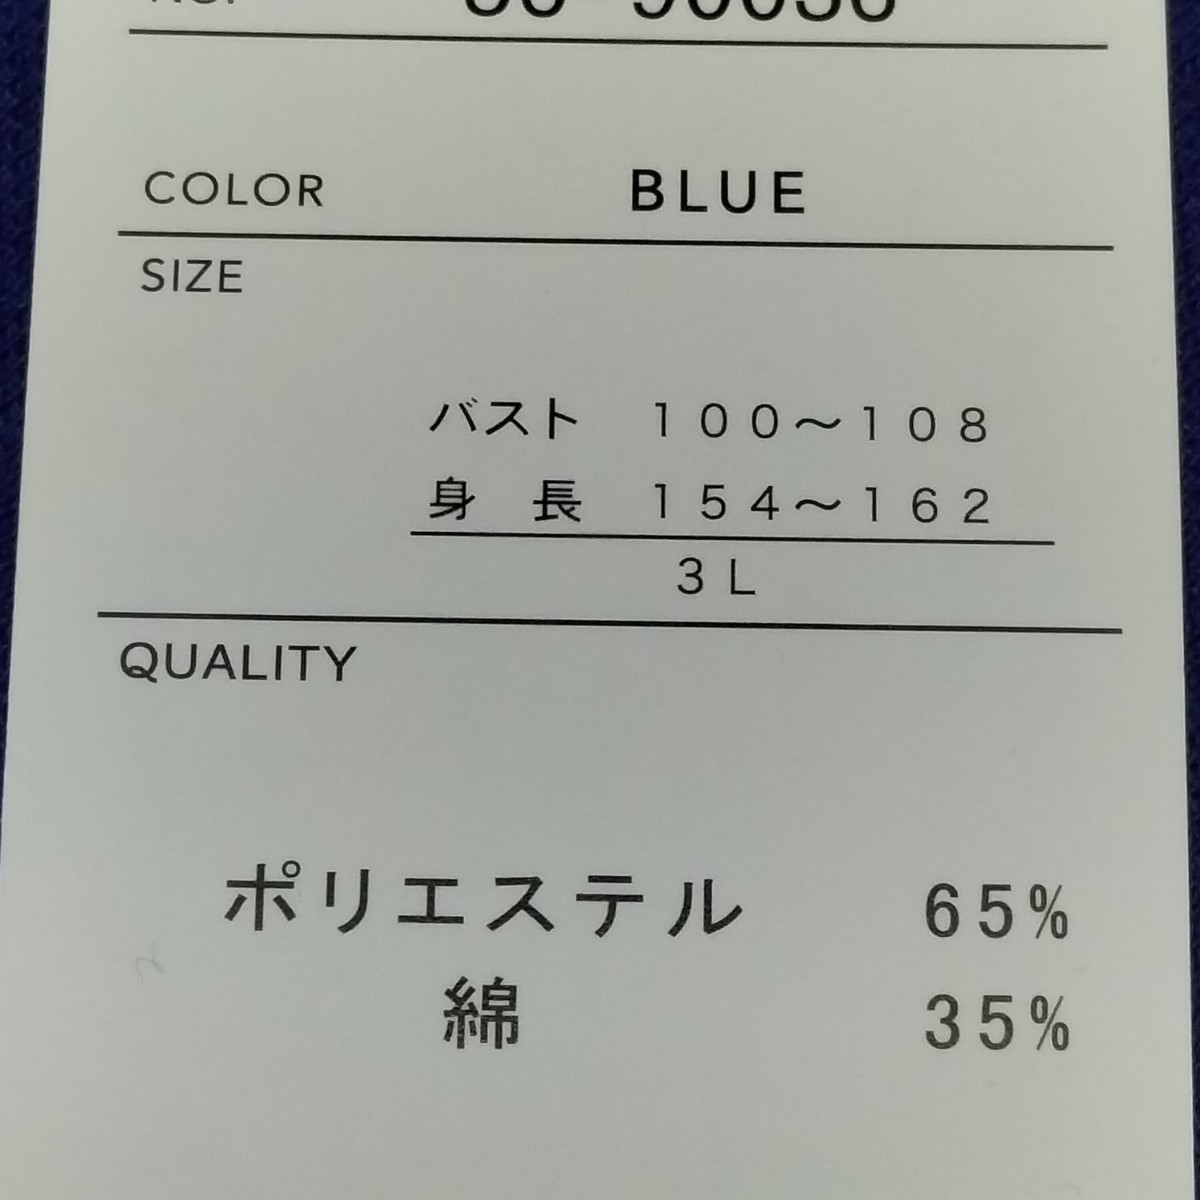 COLOR BLUE
SIZE
バスト 100〜108
身 長 154〜162
3L
QUALITY
ポリエステル 65%
綿 35%